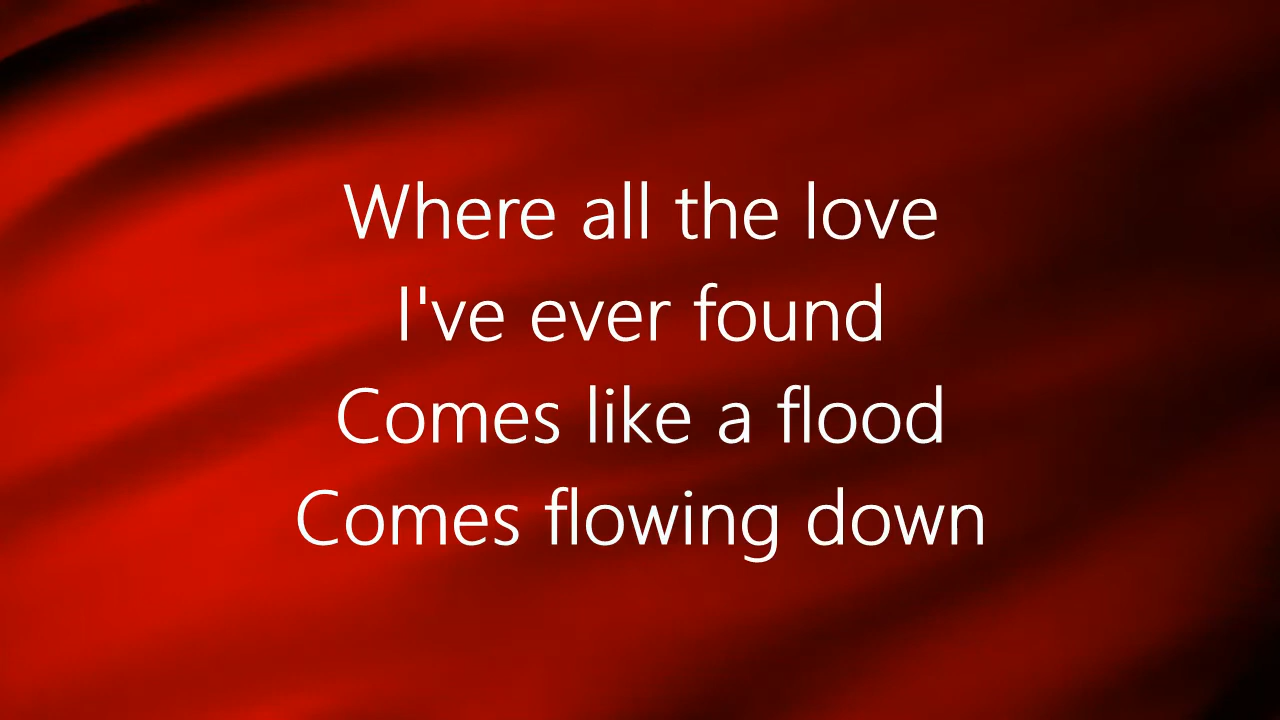 Where all the love
I've ever found
Comes like a flood
Comes flowing down